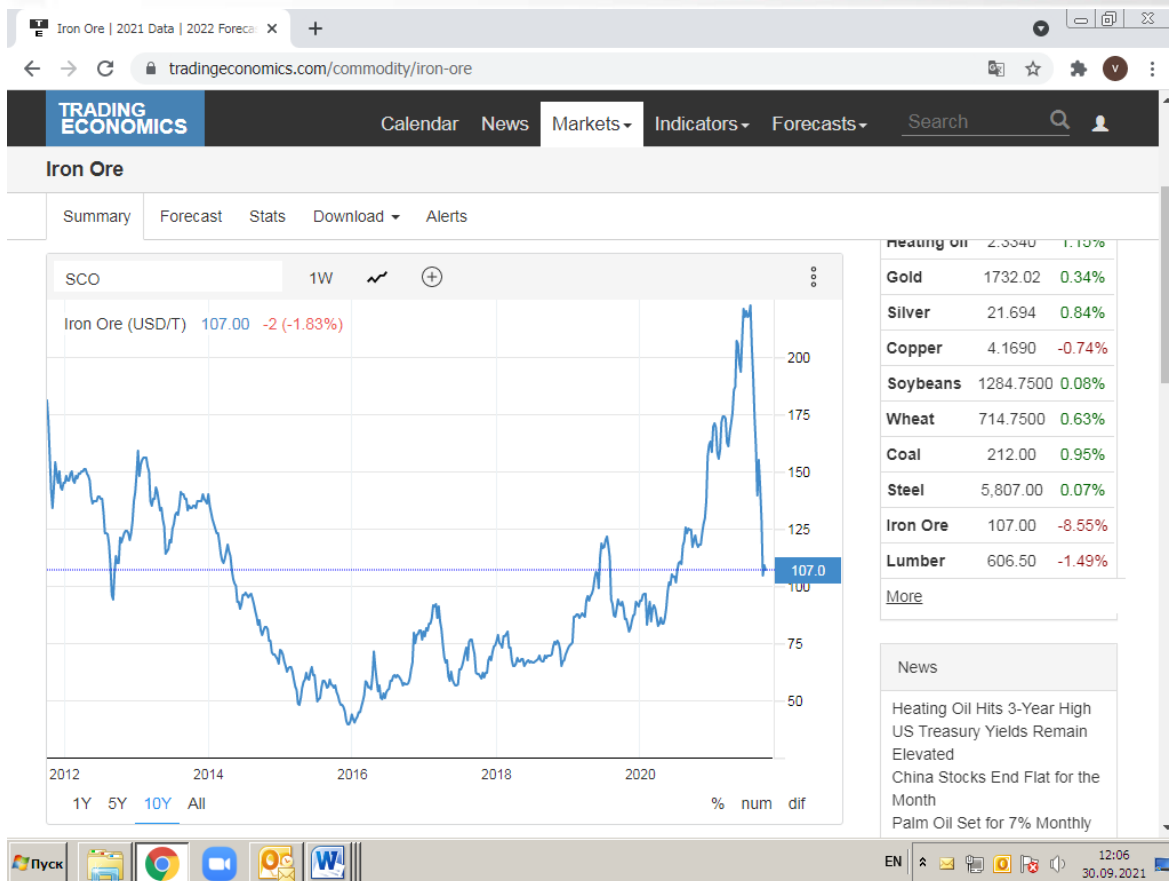 Iron Ore | 2021 Data | 2022 Foreca
tradingeconomics.com/commodity/iron-ore
V
TRADING
ECONOMICS
Calendar News Markets Indicators Forecasts Search
Iron Ore
Summary Forecast Stats Download Alerts
SCO 1W
Iron Ore (USD/T) 107.00 -2 (-1.83%)
200
175
150
125
107.0
100
75
50
2012 2014 2016 2018 2020
1Y 5Y 10Y All % num dif
Heating oil 2.3340 1.15%
Gold 1732.02 0.34%
Silver 21.694 0.84%
Copper 4.1690 -0.74%
Soybeans 1284.7500 0.08%
Wheat 714.7500 0.63%
Coal 212.00 0.95%
Steel 5,807.00 0.07%
Iron Ore 107.00 -8.55%
Lumber 606.50 -1.49%
More
News
Heating Oil Hits 3-Year High
US Treasury Yields Remain
Elevated
China Stocks End Flat for the
Month
Palm Oil Set for 7% Monthly
Пуск
EN
12:06
30.09.2021